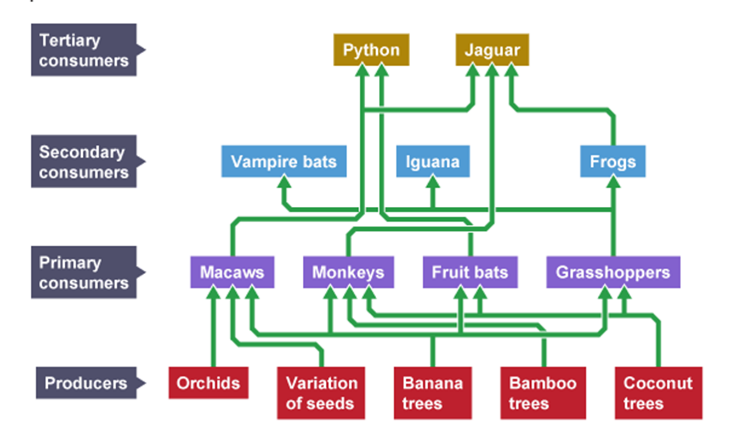 Tertiary
consumers
Python
Jaguar
Secondary
consumers
Vampire bats
Iguana
Frogs
Primary
consumers
Macaws
Monkeys
Fruit bats
Grasshoppers
Producers
Orchids
Variation
of seeds
Banana
trees
Bamboo
trees
Coconut
trees